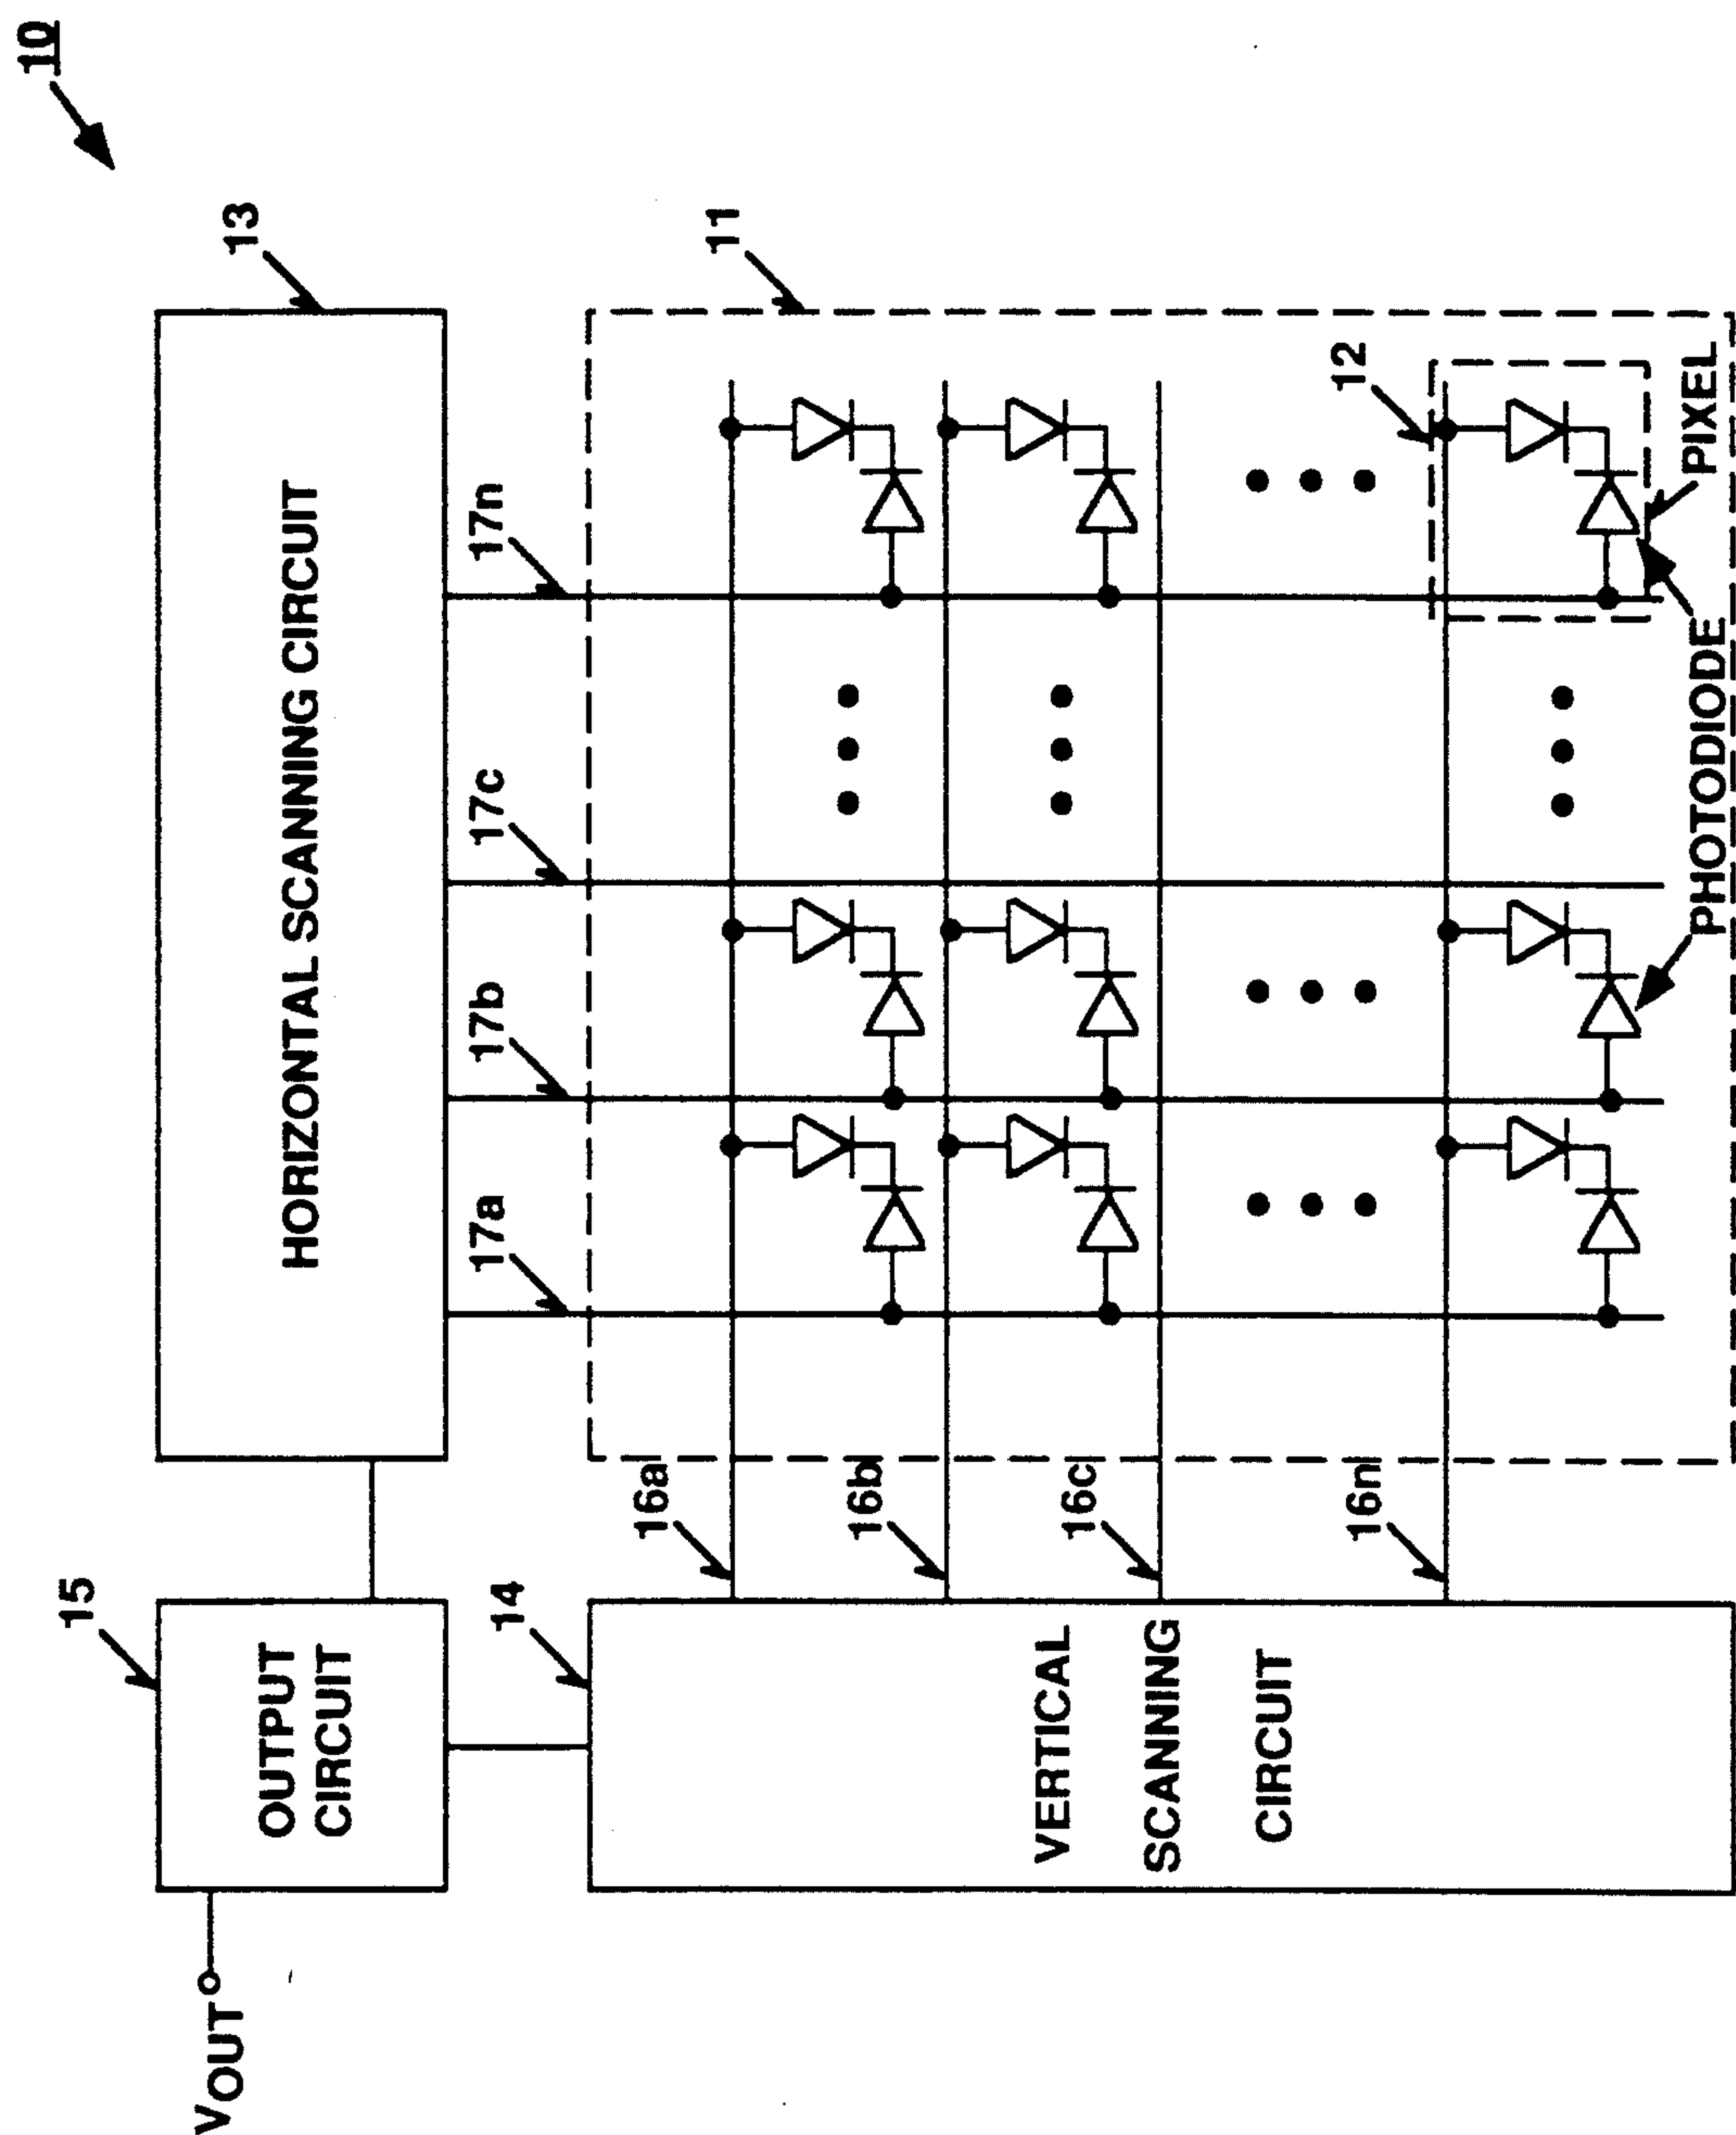 10
13
HORIZONTAL SCANNING CIRCUIT
15
OUTPUT
CIRCUIT
VOUT
17a
17b
17c
17n
11
14
VERTICAL
SCANNING
CIRCUIT
16a
16b
16c
16n
12
PHOTODIODE
PIXEL